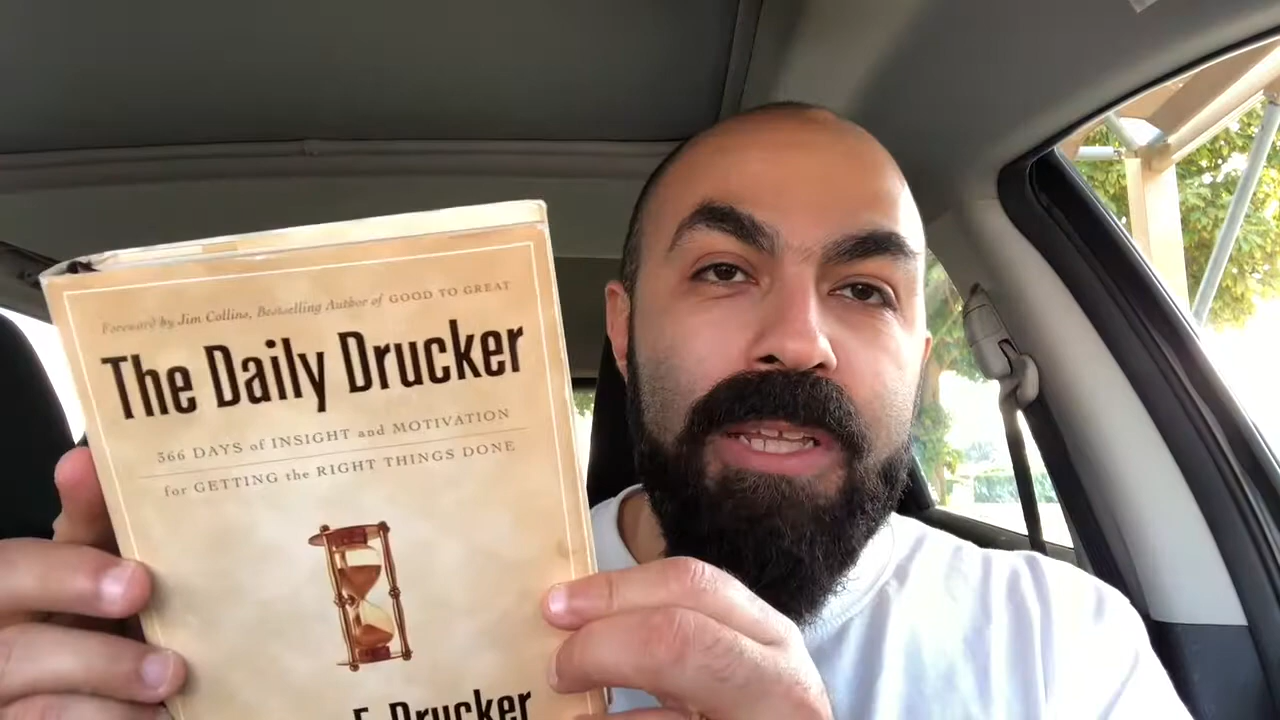 Foreword by Jim Collins, Bestselling Author of GOOD TO GREAT
The Daily Drucker
366 DAYS of INSIGHT and MOTIVATION
for GETTING the RIGHT THINGS DONE
F. Drucker